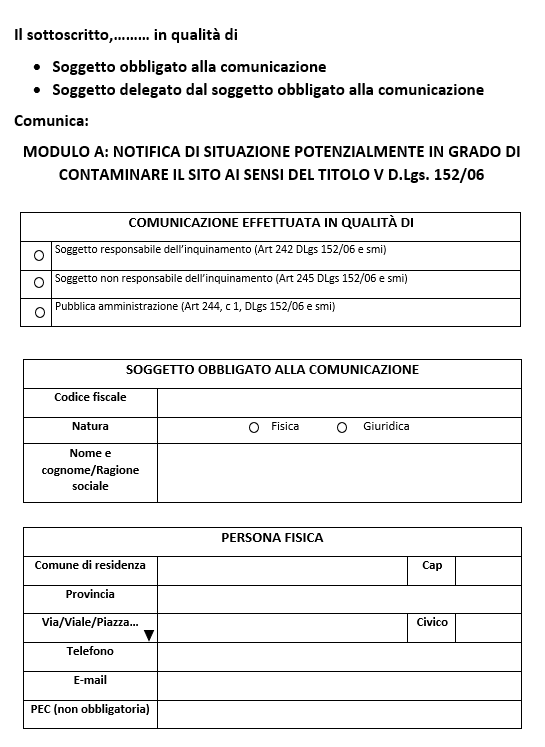 Il sottoscritto,……… in qualità di
• Soggetto obbligato alla comunicazione
• Soggetto delegato dal soggetto obbligato alla comunicazione
Comunica:
MODULO A: NOTIFICA DI SITUAZIONE POTENZIALMENTE IN GRADO DI
CONTAMINARE IL SITO AI SENSI DEL TITOLO V D.Lgs. 152/06
COMUNICAZIONE EFFETTUATA IN QUALITÀ DI
Soggetto responsabile dell'inquinamento (Art 242 DLgs 152/06 e smi)
Soggetto non responsabile dell'inquinamento (Art 245 DLgs 152/06 e smi)
Pubblica amministrazione (Art 244, c 1, DLgs 152/06 e smi)
SOGGETTO OBBLIGATO ALLA COMUNICAZIONE
Codice fiscale
Natura Fisica Giuridica
Nome e
cognome/Ragione
sociale
PERSONA FISICA
Comune di residenza Cap
Provincia
Via/Viale/Piazza… Civico
Telefono
E-mail
PEC (non obbligatoria)